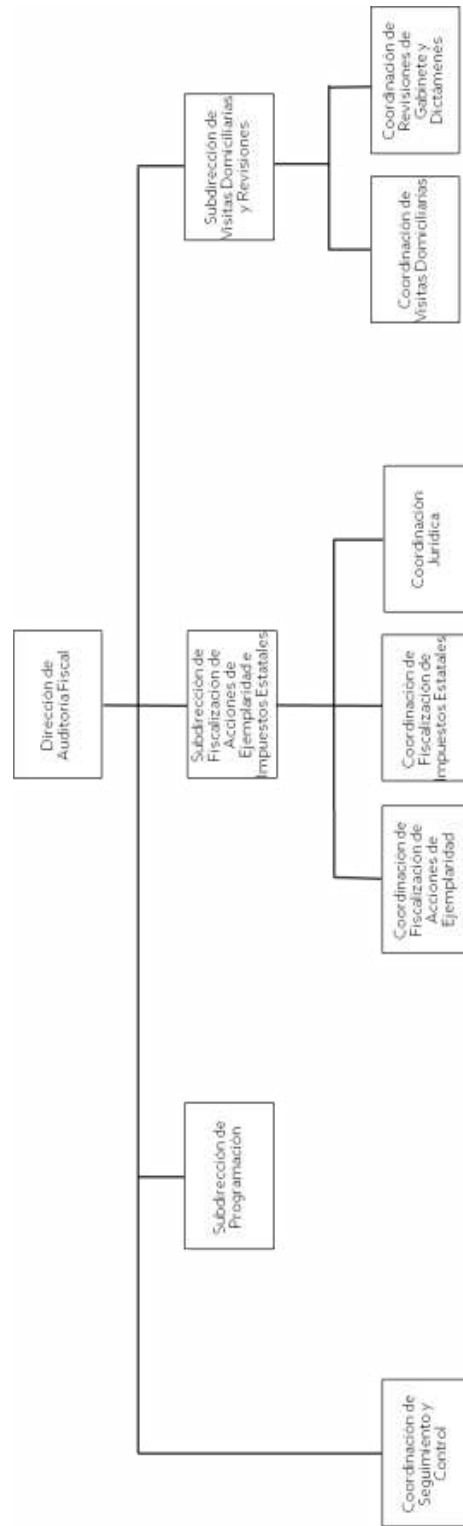 Dirección de
Auditoría Fiscal
Subdirección de
Programación
Subdirección de
Fiscalización de
Acciones de
Ejemplaridad e
Impuestos Estatales
Subdirección de
Visitas Domiciliarias
y Revisiones
Coordinación de
Seguimiento y
Control
Coordinación de
Fiscalización de
Acciones de
Ejemplaridad
Coordinación de
Fiscalización de
Impuestos Estatales
Coordinación
Jurídica
Coordinación de
Visitas Domiciliarias
Coordinación de
Revisiones de
Gabinete y
Dictámenes